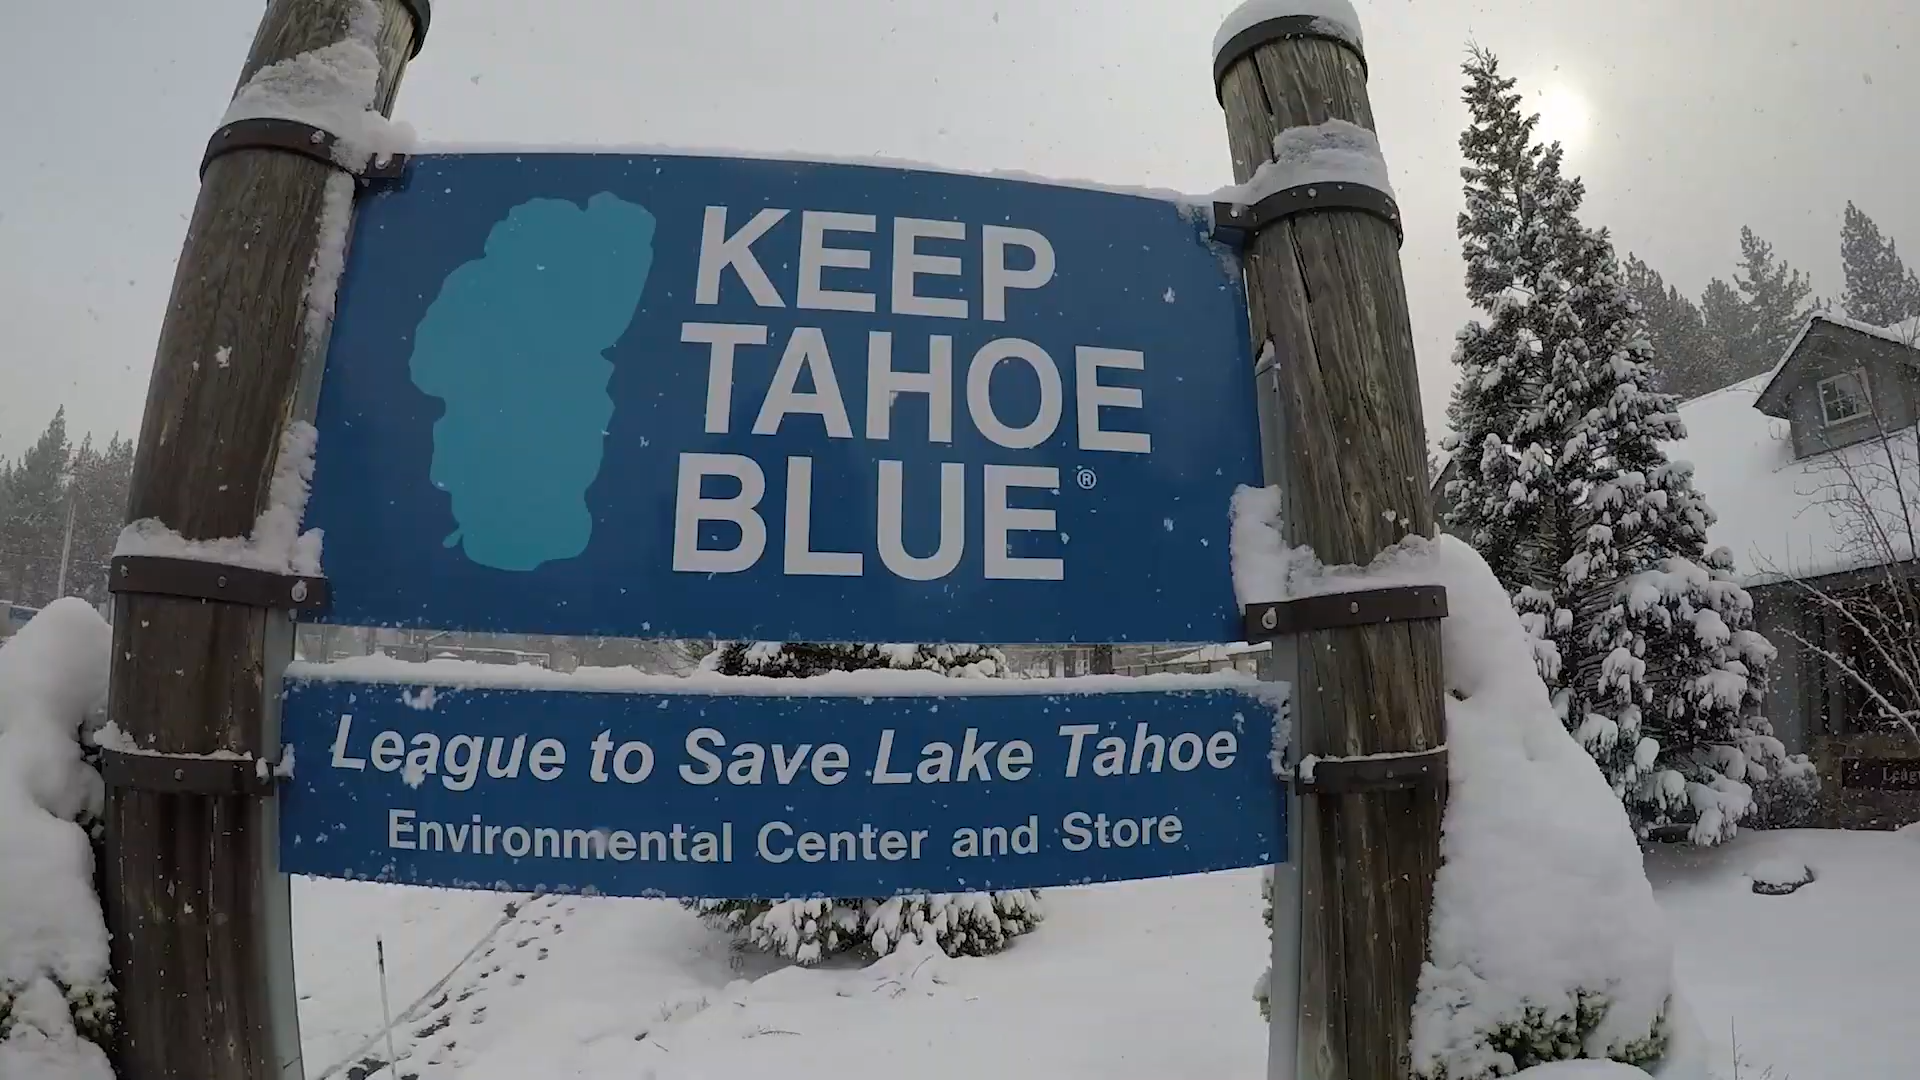 KEEP
TAHOE
BLUE®
League to Save Lake Tahoe
Environmental Center and Store